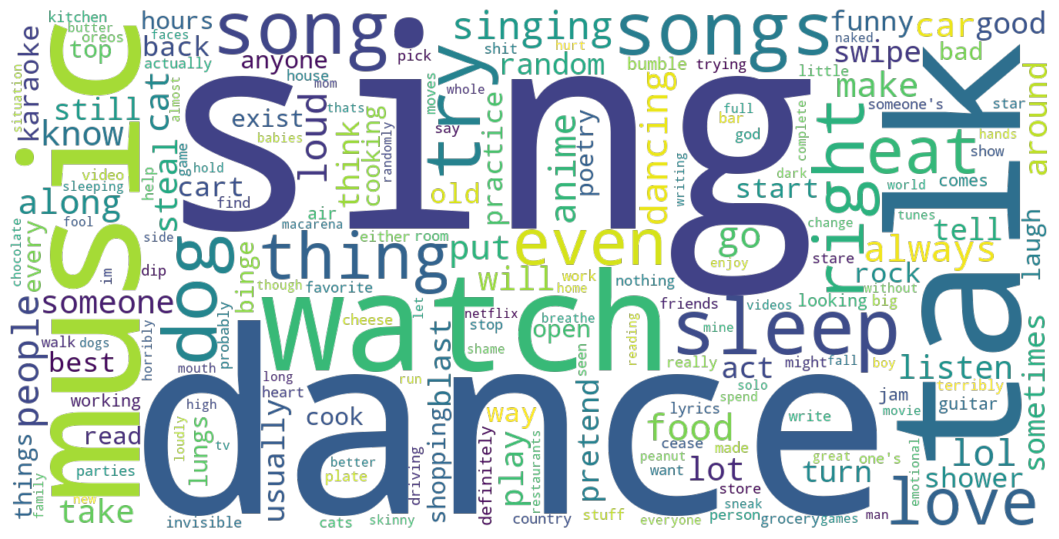 kitchen
butter
oreos
top
hours
back
faces
actually
song
anyone
pick
singing
shit
hurt
random
bumble
trying
songs
funny
naked
swipe
car
good
bad
situation
karaoke
still
know
video
sleeping
along
music
steal
cat
almost
help
house
mom
babies
exist
loud
thats
whole
sing
try
moves
practice
anime
poetry
dancing
full
bar
god
little
make
complete
someone's
star
hands
show
talk
around
hold
game
cart
find
randomly
think
cooking
say
old
writing
start
dark
right
eat
world
comes
tunes
tell
chocolate
every
fool
im
side
dip
dog
air
macarena
either
room
put
even
go
enjoy
change
stare
always
rock
laugh
people
someone
binge
thing
though
favorite
will
work
home
nothing
looking
without
big
walk
dogs
best
horribly
mouth
probably
watch
cheese
let
netflix
stop
shame
breathe
open
seen
reading
friends
videos
mine
sleep
really
act
might
fall
boy
listen
terribly
sometimes
working
read
high
long
heart
run
usually
cook
shopping
blast
way
pretend
lyrics
solo
spend
write
jam
movie
guitar
things
parties
loudly
lungs
tv
dance
better
plate
driving
definitely
play
restaurants
food
cease
peanut
want
made
lot
store
turn
great
one's
emotional
lol
shower
family
new
take
invisible
cats
skinny
country
stuff
everyone
sneak
person
grocery
games
man
love